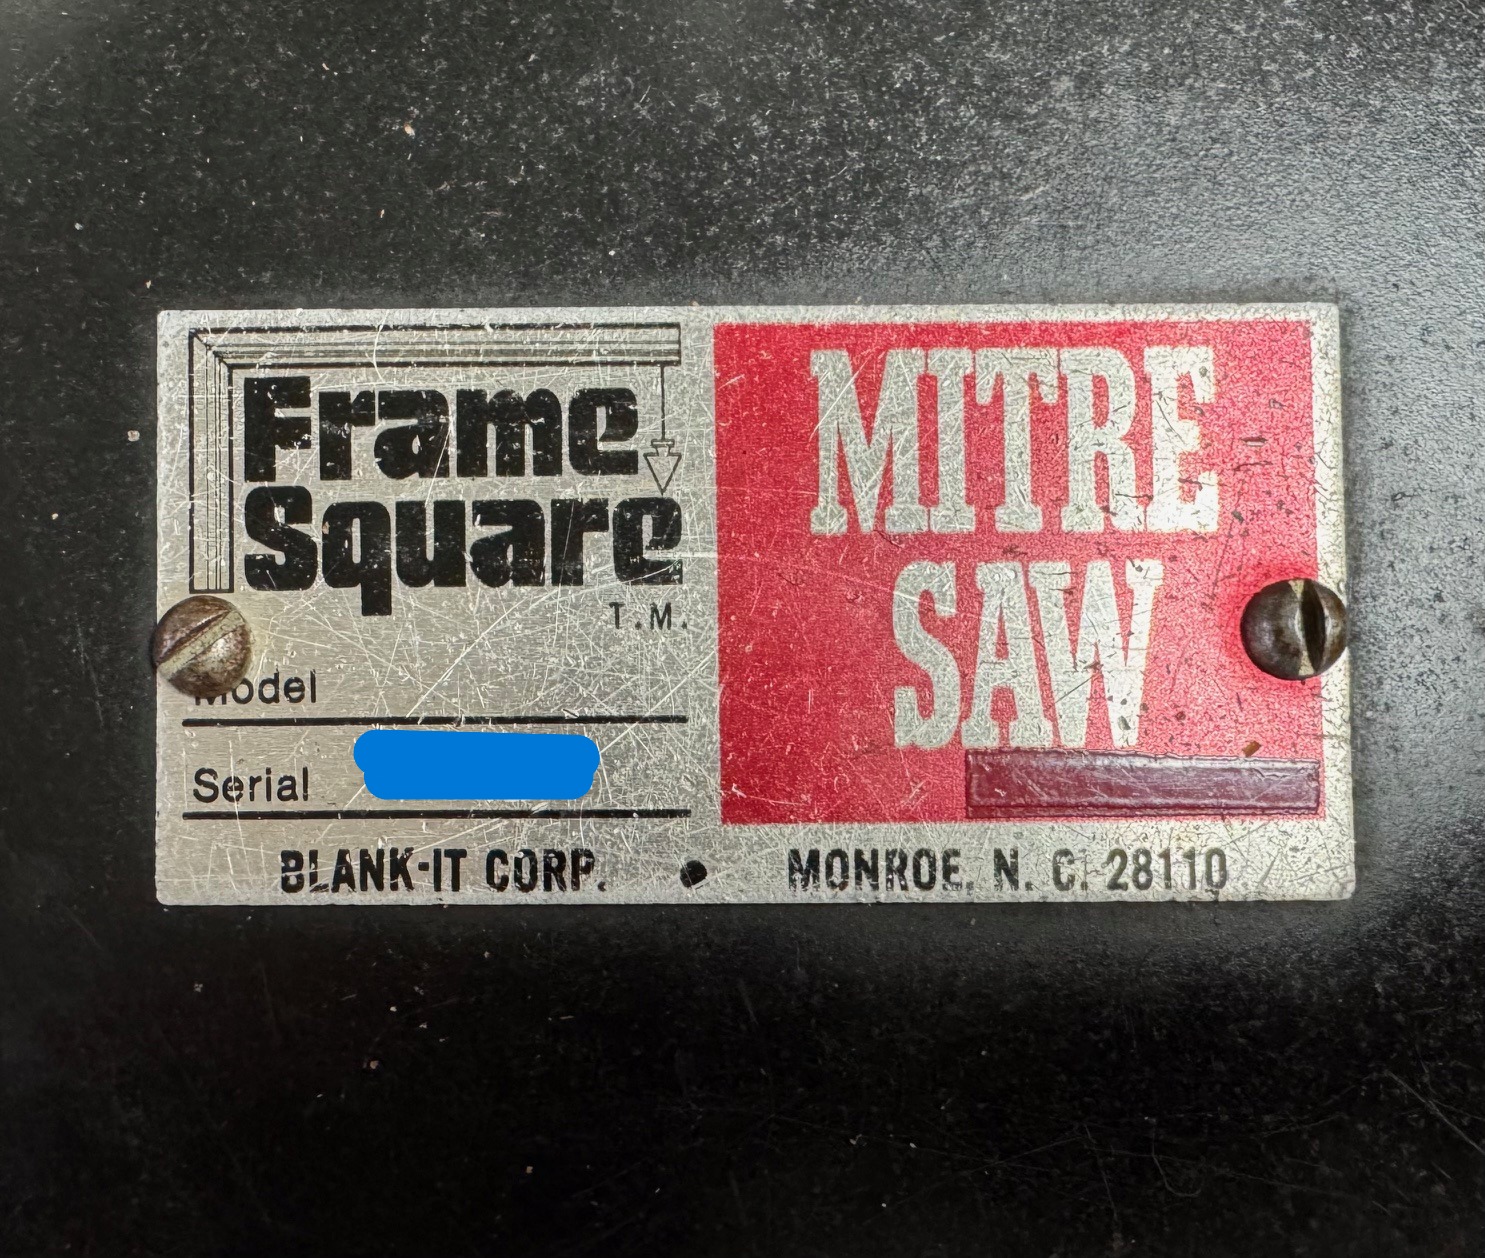 Frame
Square
T.M.
Model
Serial
MITRE
SAW
BLANK-IT CORP. • MONROE, N. C. 28110